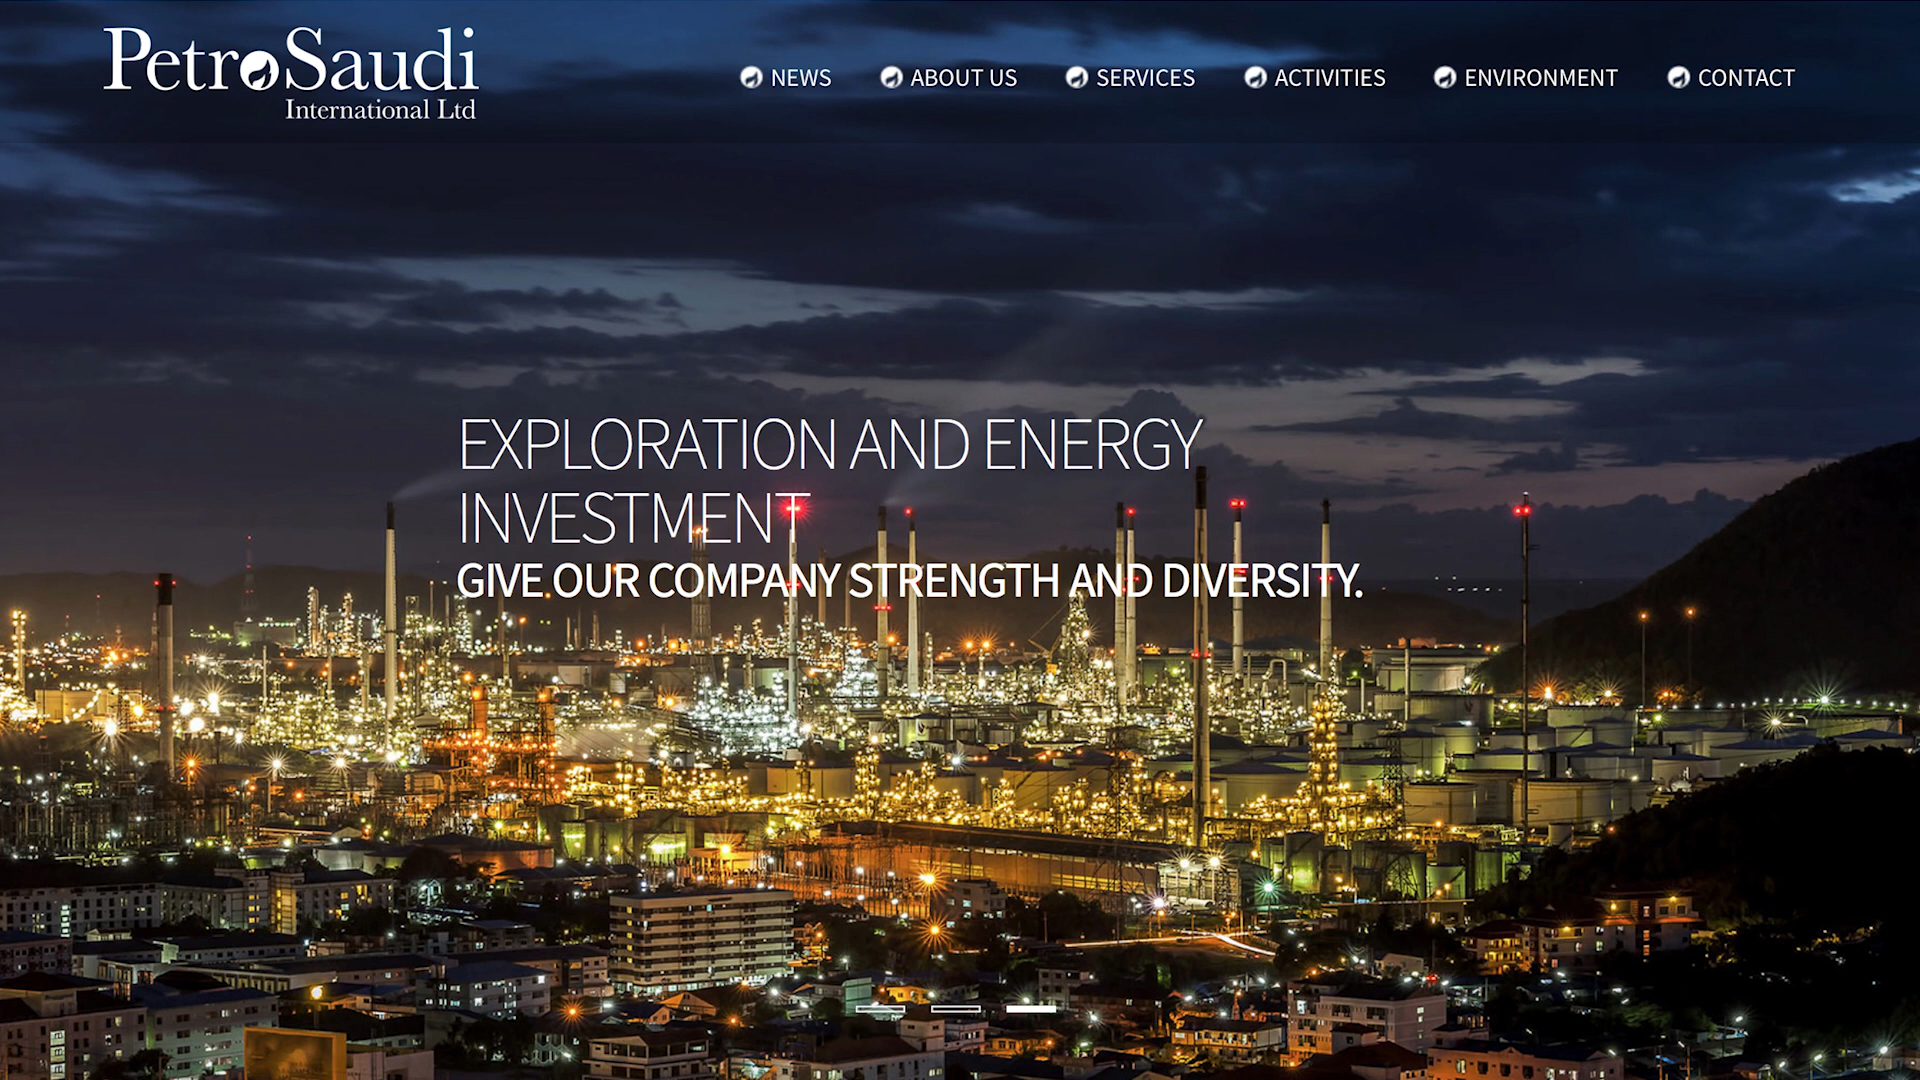 PetroSaudi
International Ltd
NEWS
ABOUT US
SERVICES
ACTIVITIES
ENVIRONMENT
CONTACT
EXPLORATION AND ENERGY
INVESTMENT
GIVE OUR COMPANY STRENGTH AND DIVERSITY.